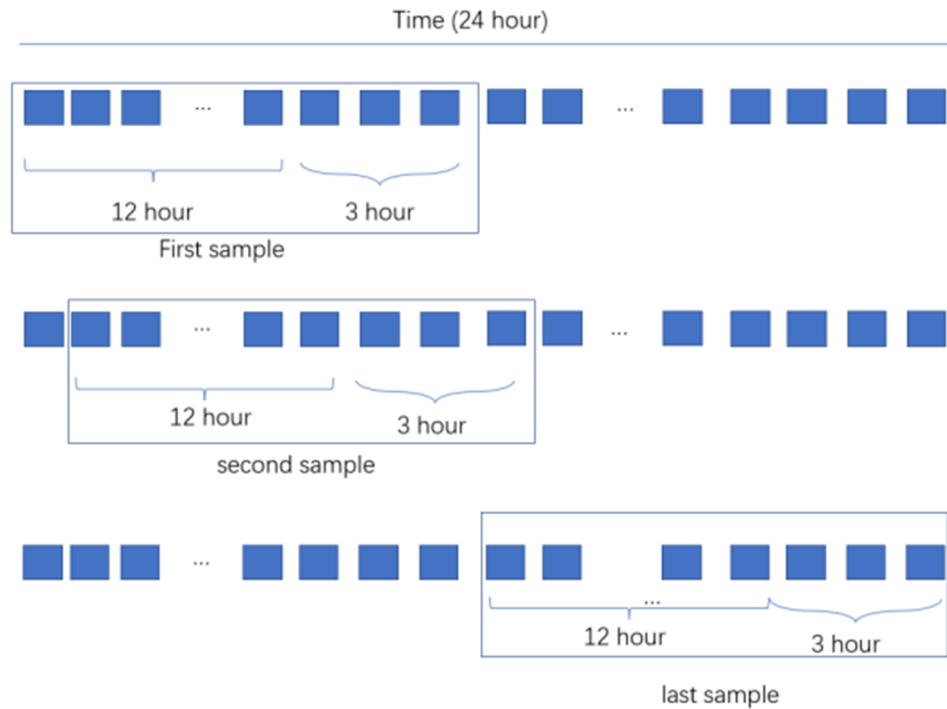 Time (24 hour)
...
...
12 hour
3 hour
First sample
...
...
12 hour
3 hour
second sample
...
...
12 hour
3 hour
last sample